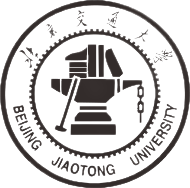 北京交通大学
BEIJING JIAOTONG UNIVERSITY